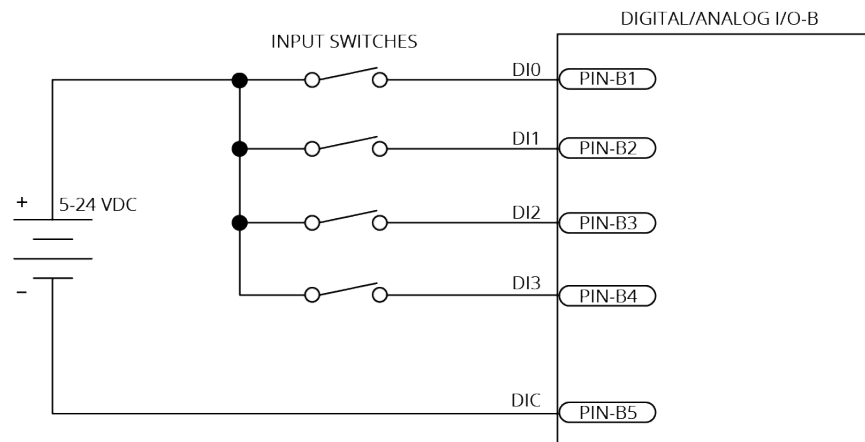 DIGITAL/ANALOG I/O-B
INPUT SWITCHES
DI0 PIN-B1
DI1 PIN-B2
+ 5-24 VDC
DI2 PIN-B3
DI3 PIN-B4
−
DIC PIN-B5